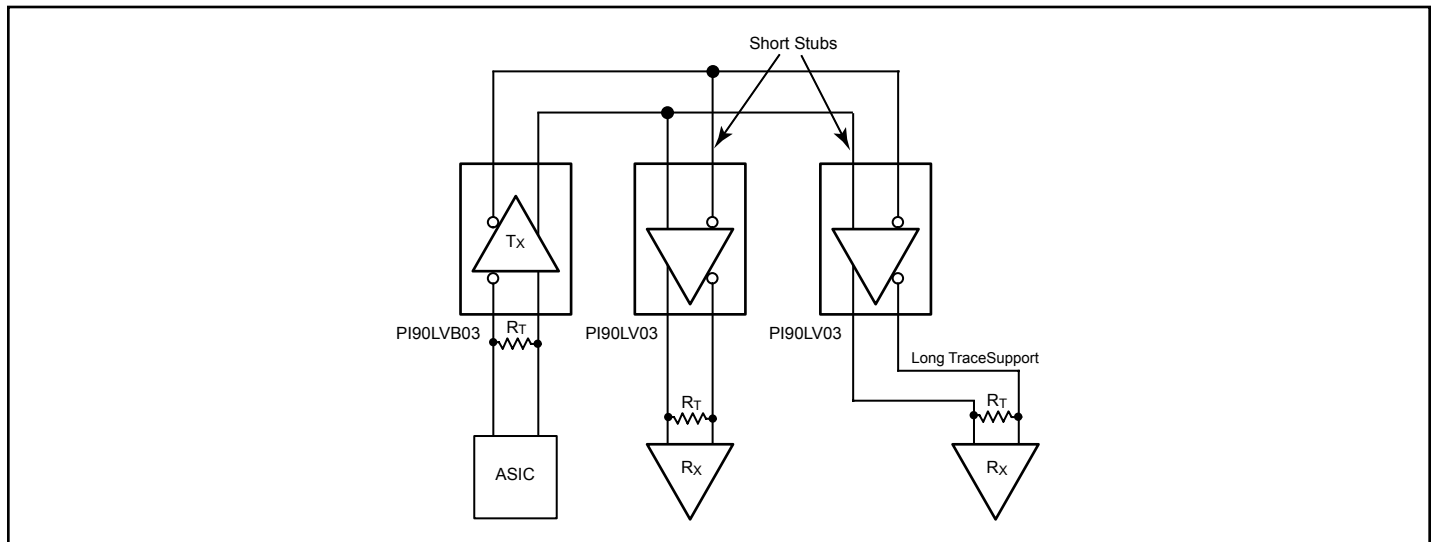 Short Stubs
TX
PI90LVB03
RT
PI90LV03
PI90LV03
Long TraceSupport
RT
RT
ASIC
RX
RX